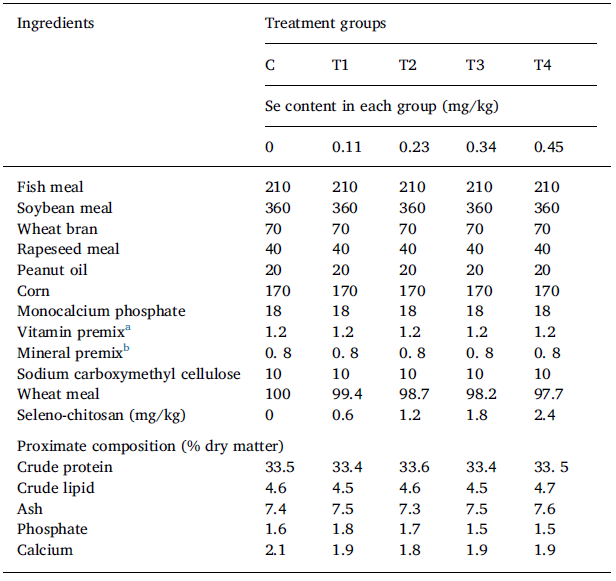 Ingredients Treatment groups
C T1 T2 T3 T4
Se content in each group (mg/kg)
0 0.11 0.23 0.34 0.45
Fish meal 210 210 210 210 210
Soybean meal 360 360 360 360 360
Wheat bran 70 70 70 70 70
Rapeseed meal 40 40 40 40 40
Peanut oil 20 20 20 20 20
Corn 170 170 170 170 170
Monocalcium phosphate 18 18 18 18 18
Vitamin premixa 1.2 1.2 1.2 1.2 1.2
Mineral premixb 0. 8 0. 8 0. 8 0. 8 0. 8
Sodium carboxymethyl cellulose 10 10 10 10 10
Wheat meal 100 99.4 98.7 98.2 97.7
Seleno-chitosan (mg/kg) 0 0.6 1.2 1.8 2.4
Proximate composition (% dry matter)
Crude protein 33.5 33.4 33.6 33.4 33. 5
Crude lipid 4.6 4.5 4.6 4.5 4.7
Ash 7.4 7.5 7.3 7.5 7.6
Phosphate 1.6 1.8 1.7 1.5 1.5
Calcium 2.1 1.9 1.8 1.9 1.9